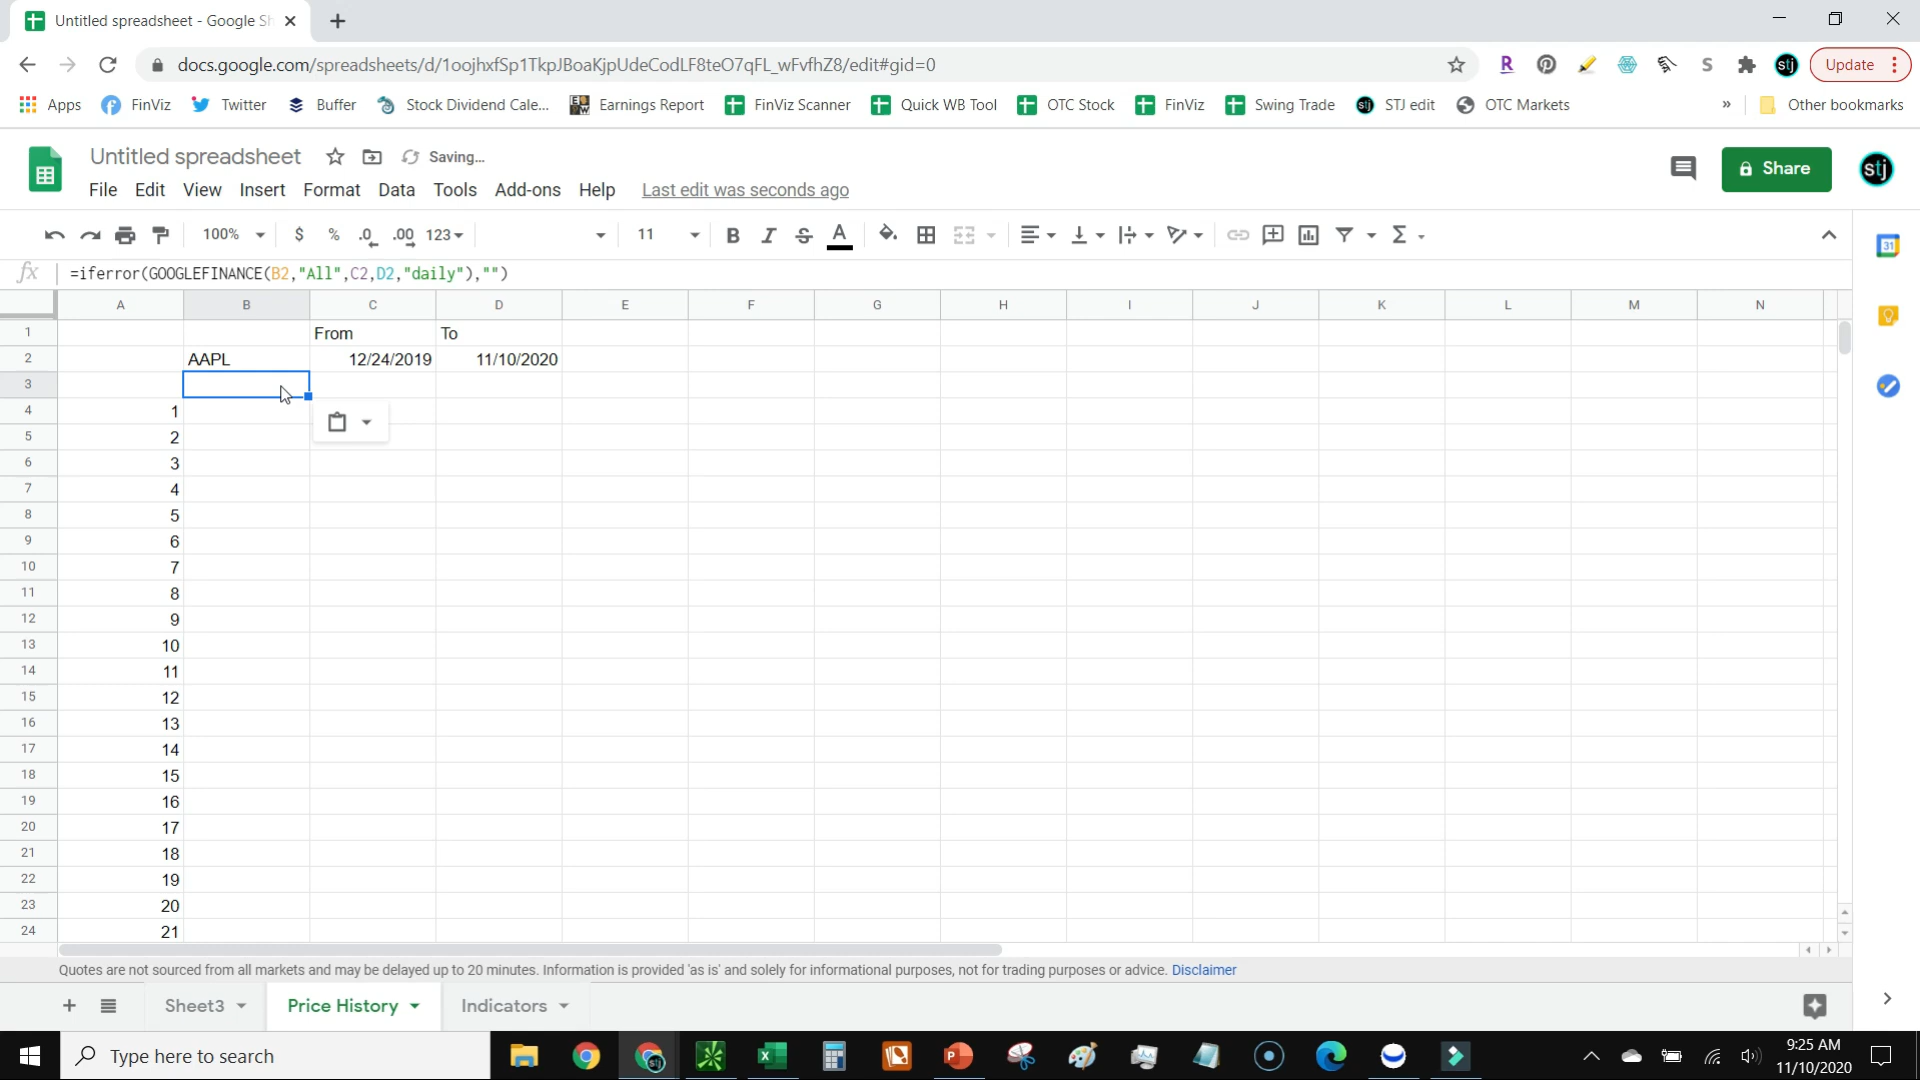 Untitled spreadsheet - Google Sh
docs.google.com/spreadsheets/d/1oojhxfSp1TkpJBoaKjpUdeCodLF8teO7qFL_wFvfhZ8/edit#gid=0
R S stj Update
Apps FinViz Twitter Buffer Stock Dividend Cale... Earnings Report FinViz Scanner Quick WB Tool OTC Stock FinViz Swing Trade STJ edit OTC Markets » Other bookmarks
Untitled spreadsheet Saving...
File Edit View Insert Format Data Tools Add-ons Help Last edit was seconds ago
Share stj
100% $ % .0 .00 123 11 B I S A Σ
31
fx =iferror(GOOGLEFINANCE(B2,"All",C2,D2,"daily"),"")
A B C D E F G H I J K L M N
1 From To
2 AAPL 12/24/2019 11/10/2020
3
4 1
5 2
6 3
7 4
8 5
9 6
10 7
11 8
12 9
13 10
14 11
15 12
16 13
17 14
18 15
19 16
20 17
21 18
22 19
23 20
24 21
Quotes are not sourced from all markets and may be delayed up to 20 minutes. Information is provided 'as is' and solely for informational purposes, not for trading purposes or advice. Disclaimer
+ Sheet3 Price History Indicators
Type here to search
9:25 AM
11/10/2020